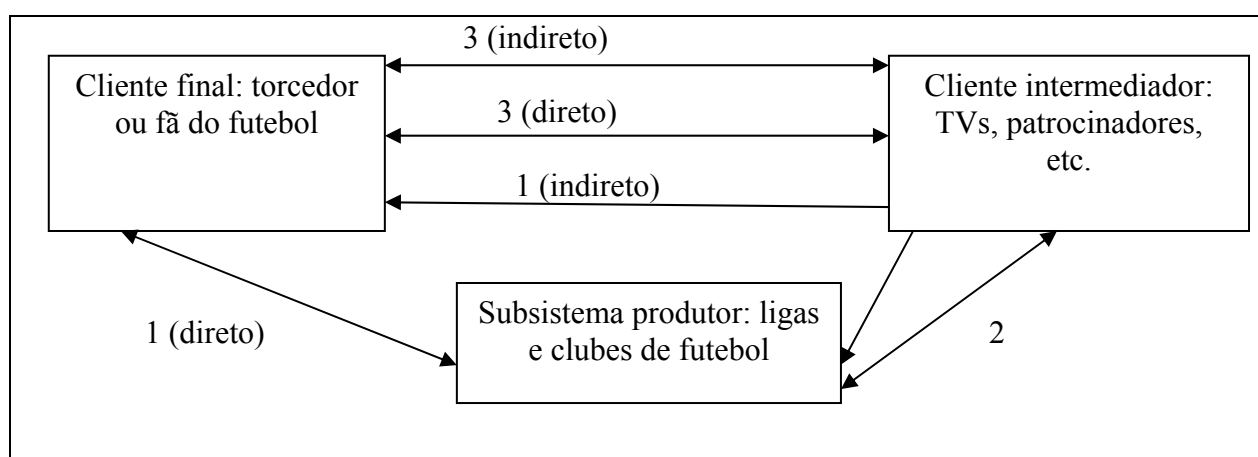 3 (indireto)
Cliente final: torcedor
ou fã do futebol
Cliente intermediador:
TVs, patrocinadores,
etc.
3 (direto)
1 (indireto)
Subsistema produtor: ligas
e clubes de futebol
1 (direto)
2